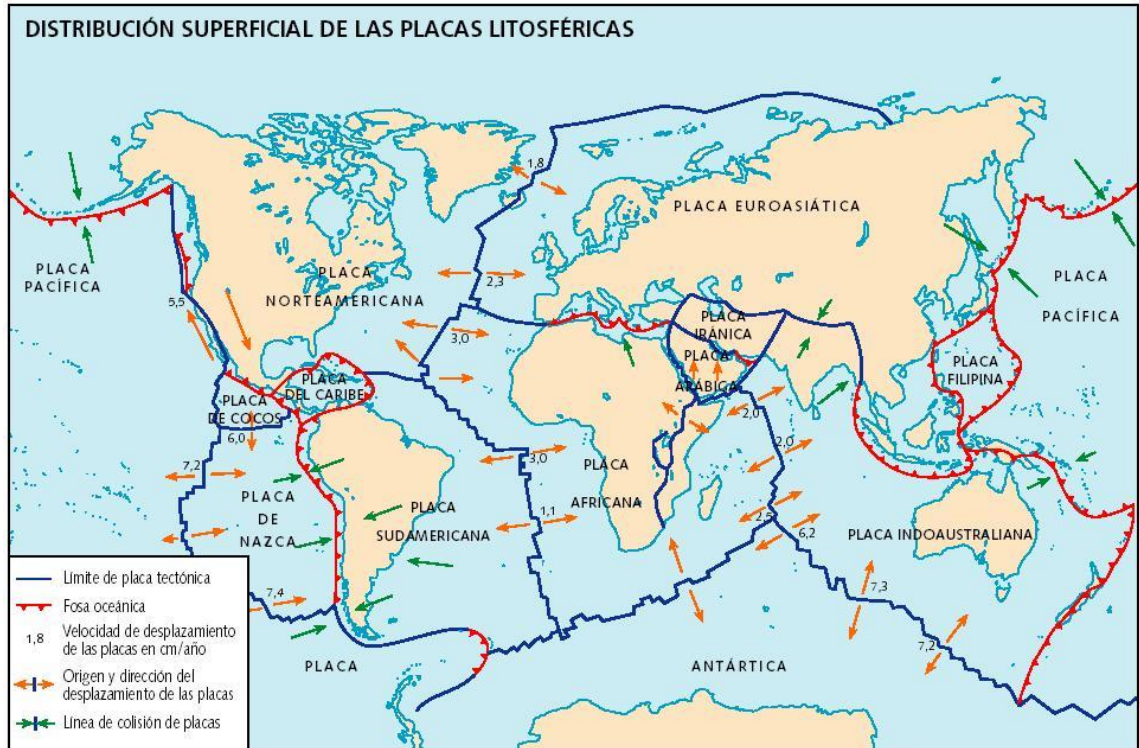 DISTRIBUCIÓN SUPERFICIAL DE LAS PLACAS LITOSFÉRICAS
1,8
PLACA EUROASIÁTICA
PLACA
PACÍFICA
PLACA
NORTEAMERICANA
2,3
PLACA
PACÍFICA
5,5
3,0
PLACA
IRÁNICA
PLACA
ARÁBIGA
PLACA
FILIPINA
PLACA
DEL CARIBE
PLACA
DE COCOS
6,0
2,0
2,0
7,2
3,0
PLACA
AFRICANA
PLACA
DE
NAZCA
PLACA
SUDAMERICANA
1,1
2,5
6,2
PLACA INDOAUSTRALIANA
7,3
7,4
7,2
PLACA
ANTÁRTICA
Límite de placa tectónica
Fosa oceánica
1,8
Velocidad de desplazamiento
de las placas en cm/año
Origen y dirección del
desplazamiento de las placas
Línea de colisión de placas